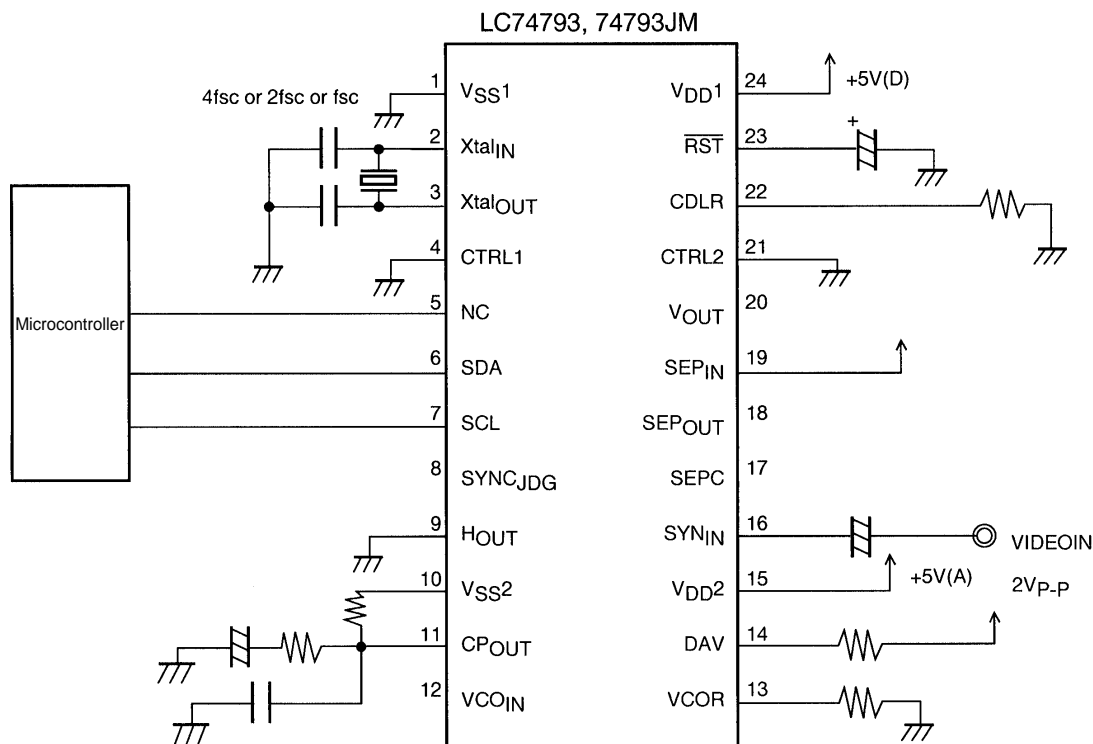 LC74793, 74793JM
4fsc or 2fsc or fsc
Microcontroller
1 VSS1
2 XtalIN
3 XtalOUT
4 CTRL1
5 NC
6 SDA
7 SCL
8 SYNCJDG
9 HOUT
10 VSS2
11 CPOUT
12 VCOIN
VDD1 24 +5V(D)
RST 23 +
CDLR 22
CTRL2 21
VOUT 20
SEPIN 19
SEPOUT 18
SEPC 17
SYNIN 16 VIDEOIN
VDD2 15 +5V(A) 2VP-P
DAV 14
VCOR 13